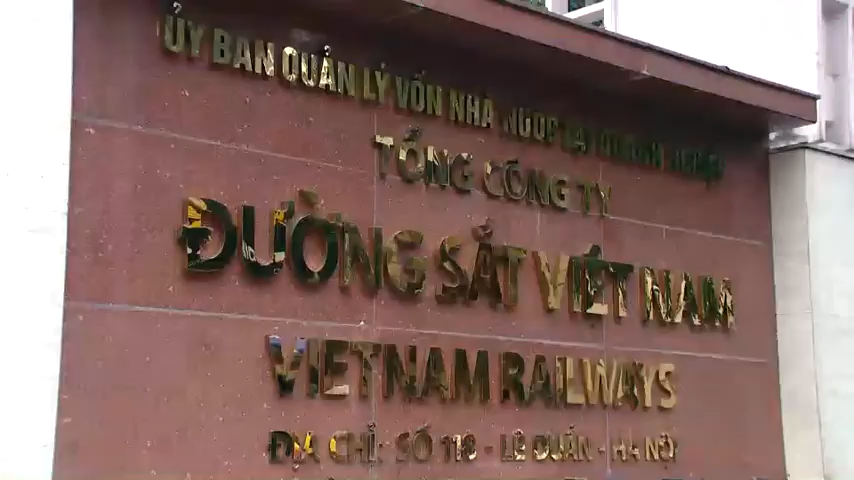 ỦY BAN QUẢN LÝ VỐN NHÀ NƯỚC TẠI DOANH NGHIỆP
TỔNG CÔNG TY
ĐƯỜNG SẮT VIỆT NAM
VIETNAM RAILWAYS
ĐỊA CHỈ: SỐ 118 - LÊ DUẨN - HÀ NỘI